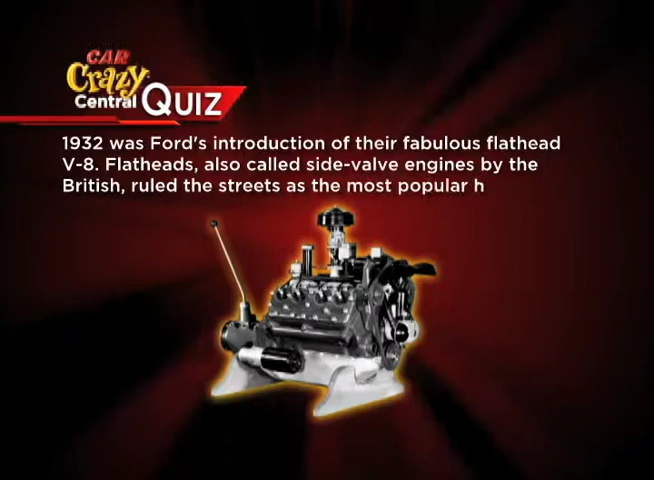 CAR
Crazy
Central QUIZ
1932 was Ford's introduction of their fabulous flathead
V-8. Flatheads, also called side-valve engines by the
British, ruled the streets as the most popular h